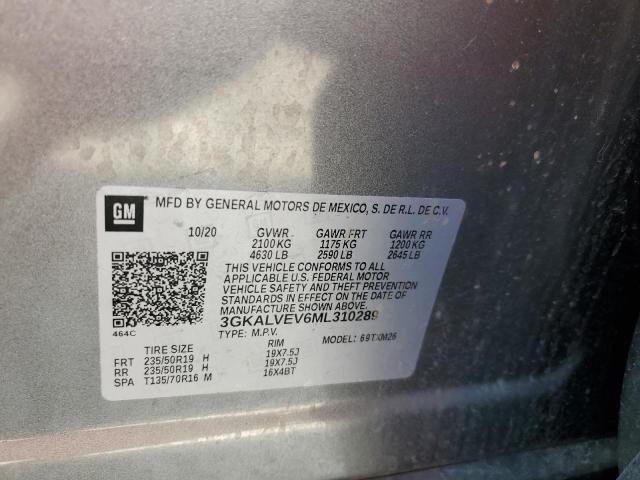 GM MFD BY GENERAL MOTORS DE MEXICO, S. DE R.L. DE C.V.
10/20 GVWR GAWR FRT GAWR RR
2100 KG 1175 KG 1200 KG
4630 LB 2590 LB 2645 LB
THIS VEHICLE CONFORMS TO ALL
APPLICABLE U.S. FEDERAL MOTOR
VEHICLE SAFETY STANDARDS
IN EFFECT ON THE DATE OF
MANUFACTURE SHOWN ABOVE.
3GKALVEV6ML310289
464C TYPE: M.P.V. MODEL: 69TXM26
TIRE SIZE RIM
FRT 235/50R19 H 19X7.5J
RR 235/50R19 H 19X7.5J
SPA T135/70R16 M 16X4BT